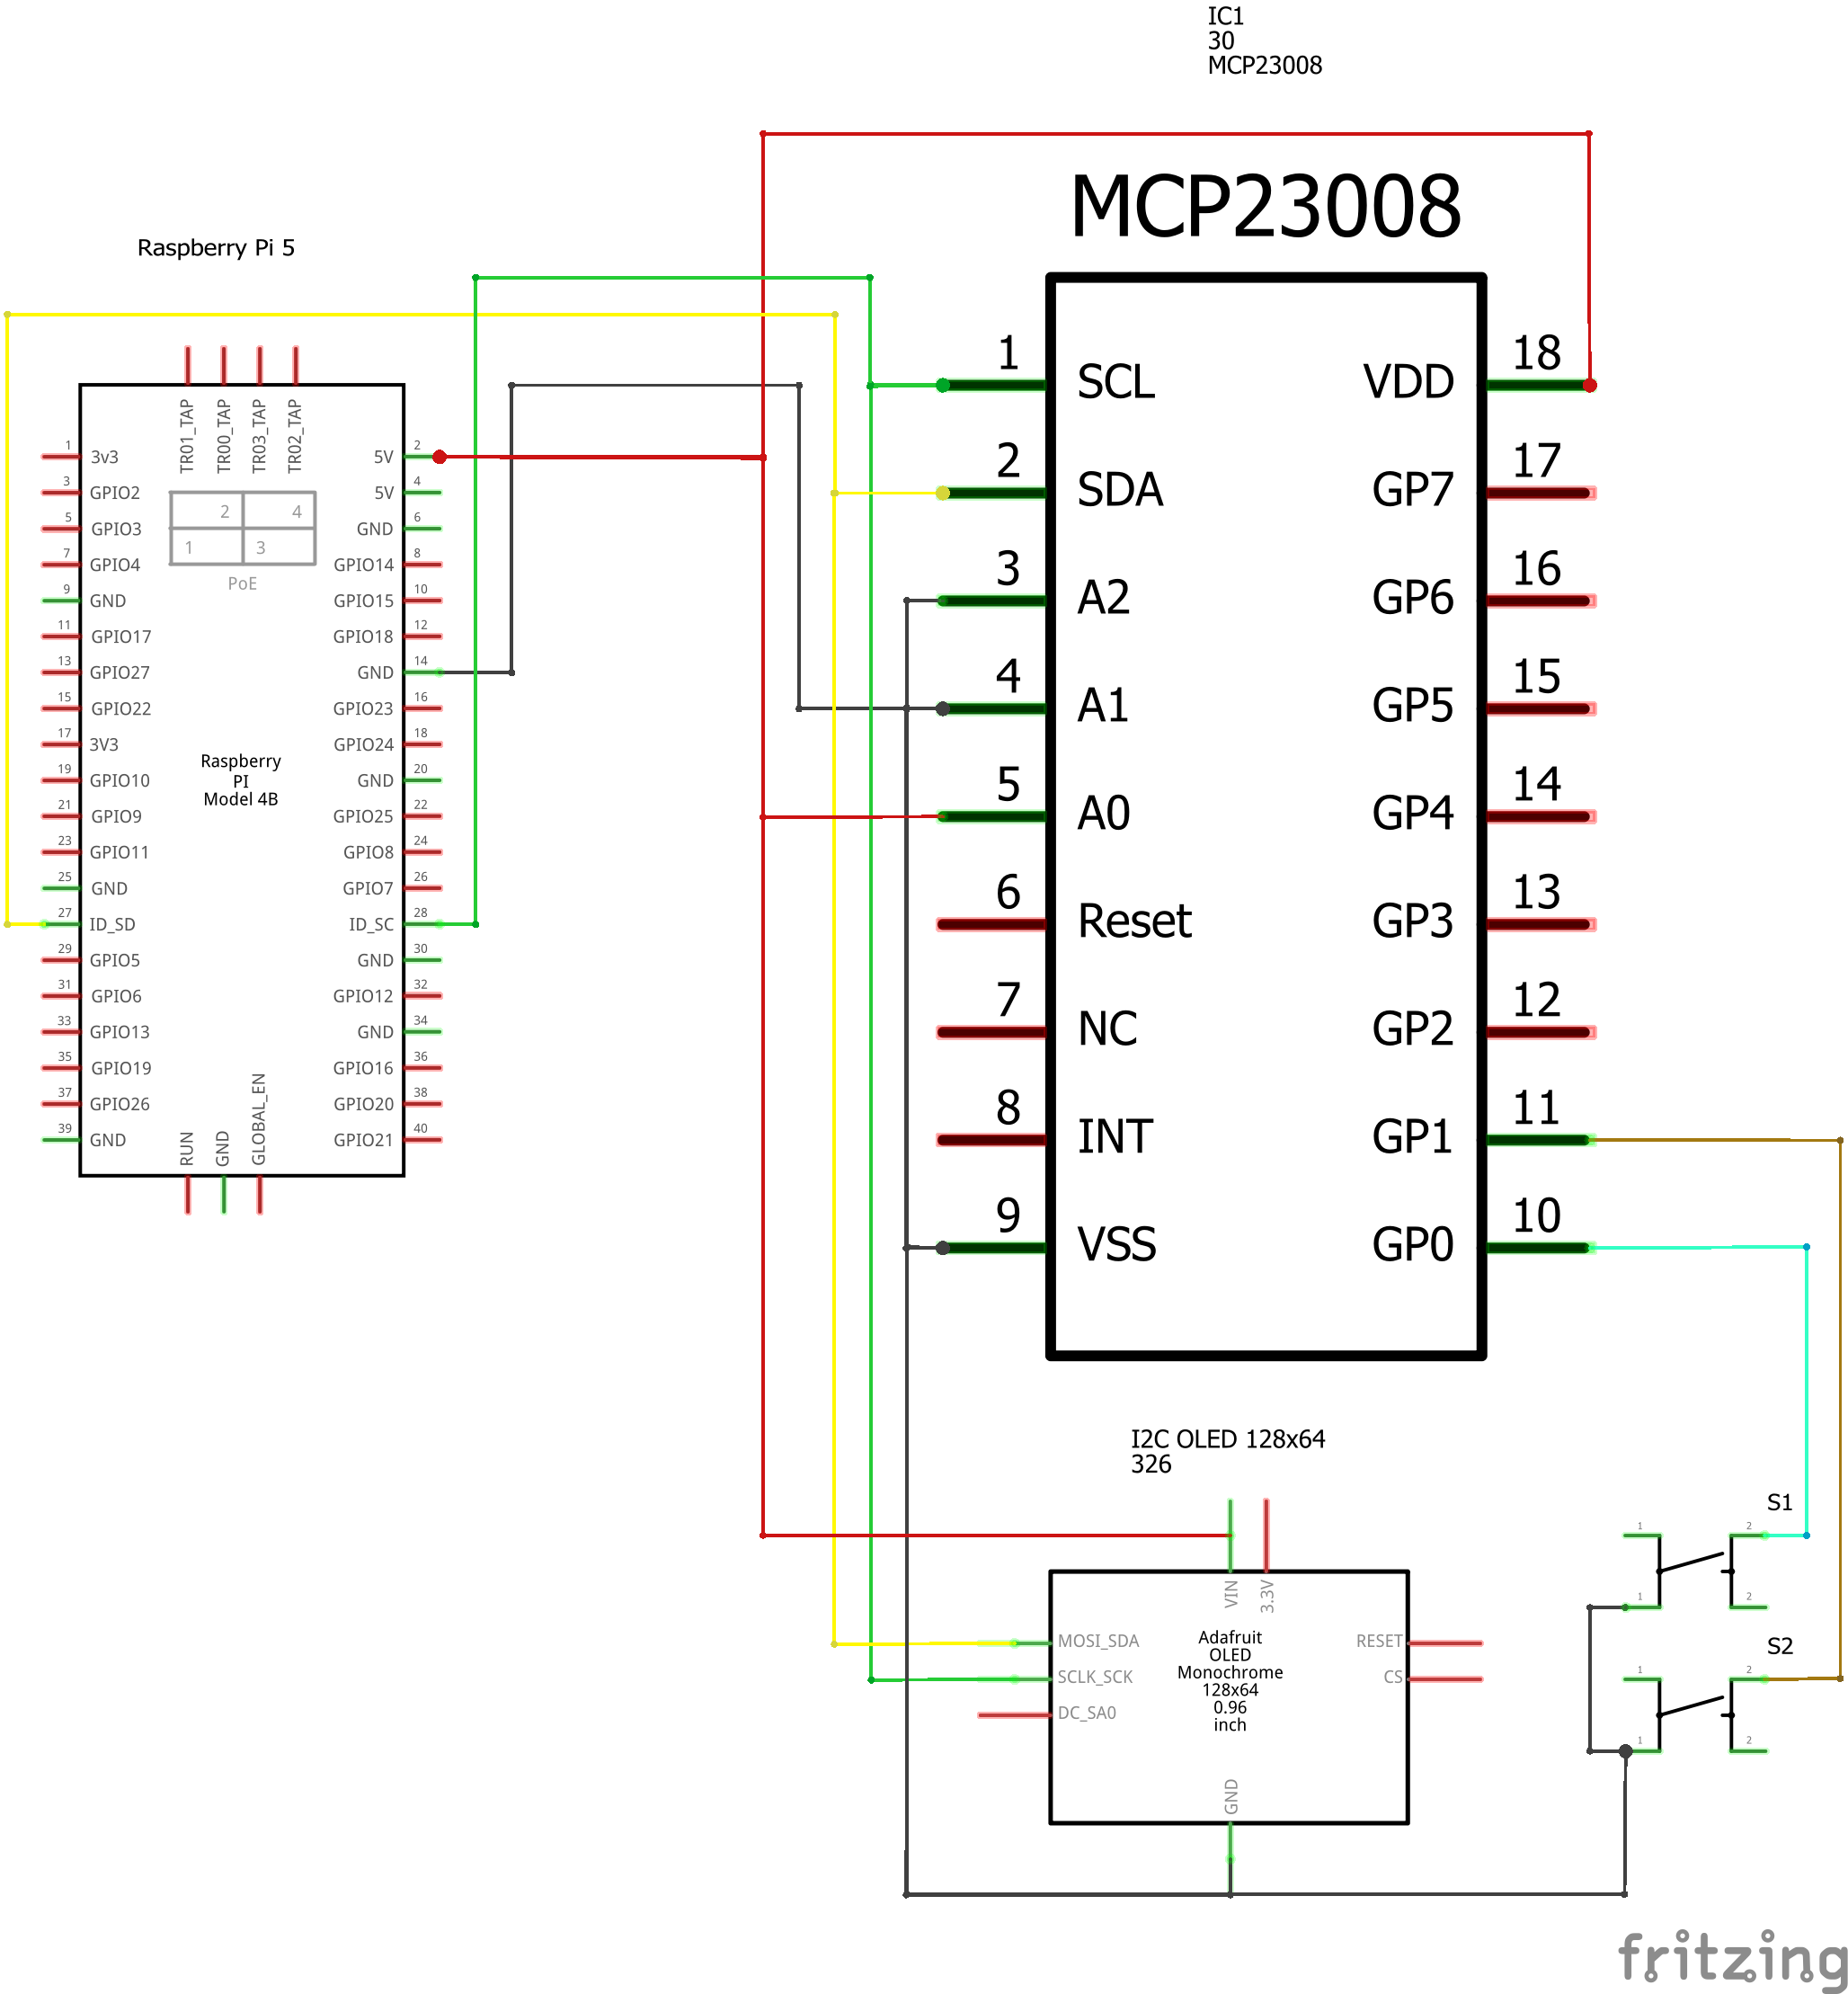 IC1
30
MCP23008
MCP23008
Raspberry Pi 5
TR01_TAP
TR00_TAP
TR03_TAP
TR02_TAP
1 3v3
3 GPIO2
5 GPIO3
7 GPIO4
9 GND
11 GPIO17
13 GPIO27
15 GPIO22
17 3V3
19 GPIO10
21 GPIO9
23 GPIO11
25 GND
27 ID_SD
29 GPIO5
31 GPIO6
33 GPIO13
35 GPIO19
37 GPIO26
39 GND
2 4
1 3
PoE
Raspberry
PI
Model 4B
5V 2
5V 4
GND 6
GPIO14 8
GPIO15 10
GPIO18 12
GND 14
GPIO23 16
GPIO24 18
GND 20
GPIO25 22
GPIO8 24
GPIO7 26
ID_SC 28
GND 30
GPIO12 32
GND 34
GPIO16 36
GPIO20 38
GPIO21 40
RUN
GND
GLOBAL_EN
1 SCL
2 SDA
3 A2
4 A1
5 A0
6 Reset
7 NC
8 INT
9 VSS
VDD 18
GP7 17
GP6 16
GP5 15
GP4 14
GP3 13
GP2 12
GP1 11
GP0 10
I2C OLED 128x64
326
VIN
3.3V
MOSI_SDA
SCLK_SCK
DC_SA0
Adafruit
OLED
Monochrome
128x64
0.96
inch
RESET
CS
GND
S1
1 2
1 2
S2
1 2
1 2
fritzing